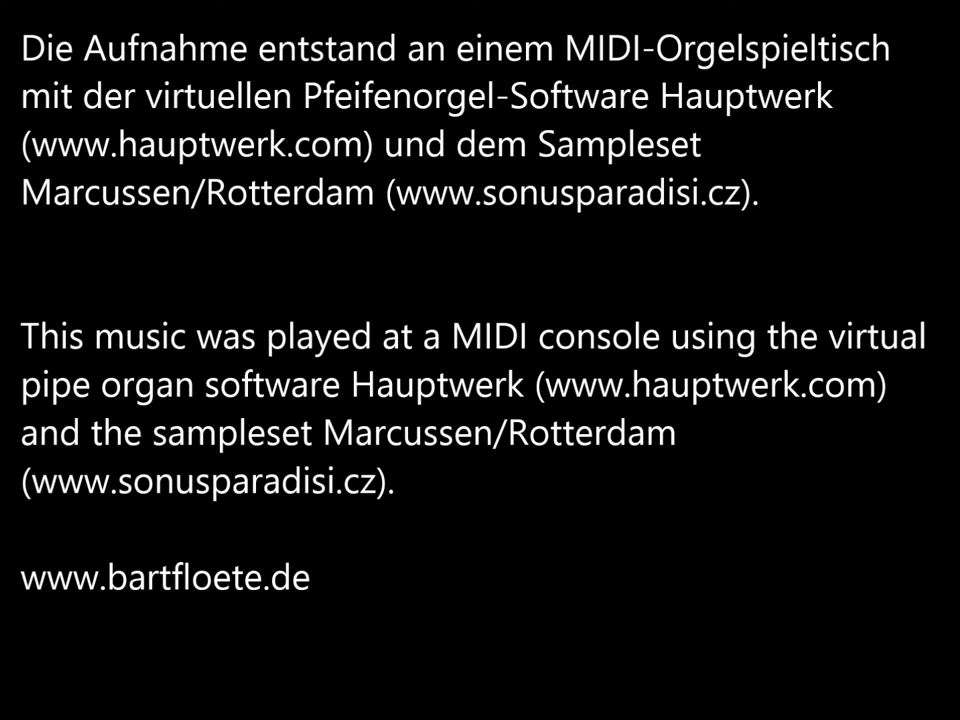 Die Aufnahme entstand an einem MIDI-Orgelspieltisch
mit der virtuellen Pfeifenorgel-Software Hauptwerk
(www.hauptwerk.com) und dem Sampleset
Marcussen/Rotterdam (www.sonusparadisi.cz).
This music was played at a MIDI console using the virtual
pipe organ software Hauptwerk (www.hauptwerk.com)
and the sampleset Marcussen/Rotterdam
(www.sonusparadisi.cz).
www.bartfloete.de